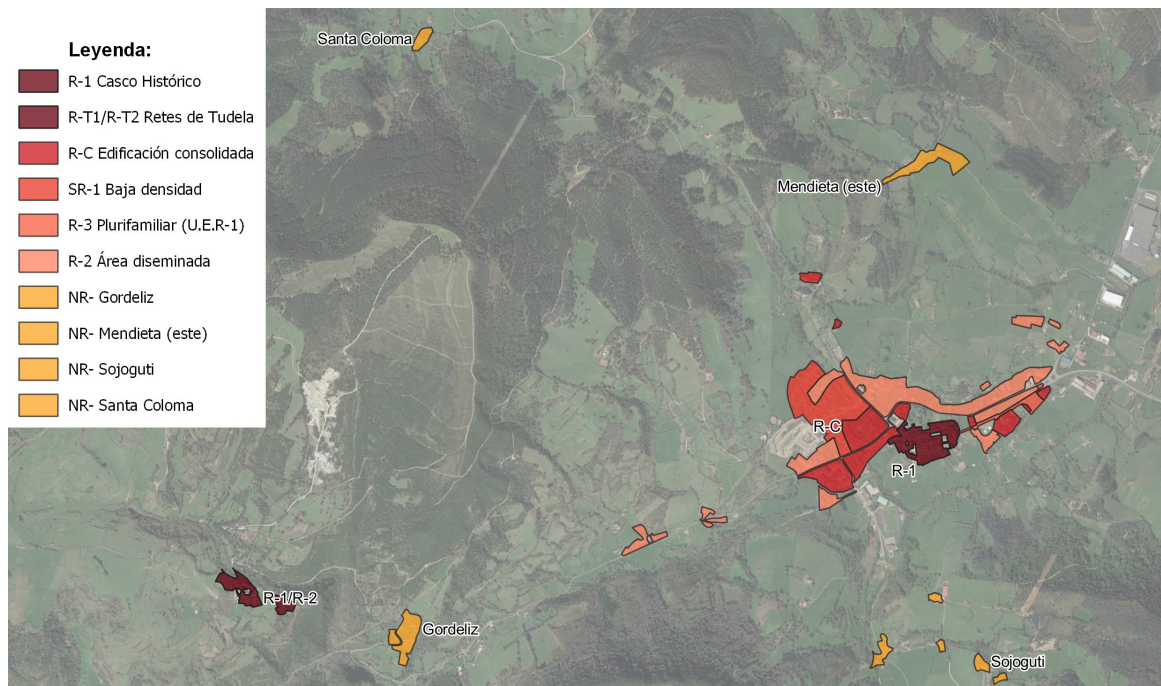 Leyenda:
R-1 Casco Histórico
R-T1/R-T2 Retes de Tudela
R-C Edificación consolidada
SR-1 Baja densidad
R-3 Plurifamiliar (U.E.R-1)
R-2 Área diseminada
NR- Gordeliz
NR- Mendieta (este)
NR- Sojoguti
NR- Santa Coloma
Santa Coloma
Mendieta (este)
R-C
R-1
R-1/R-2
Gordeliz
Sojoguti